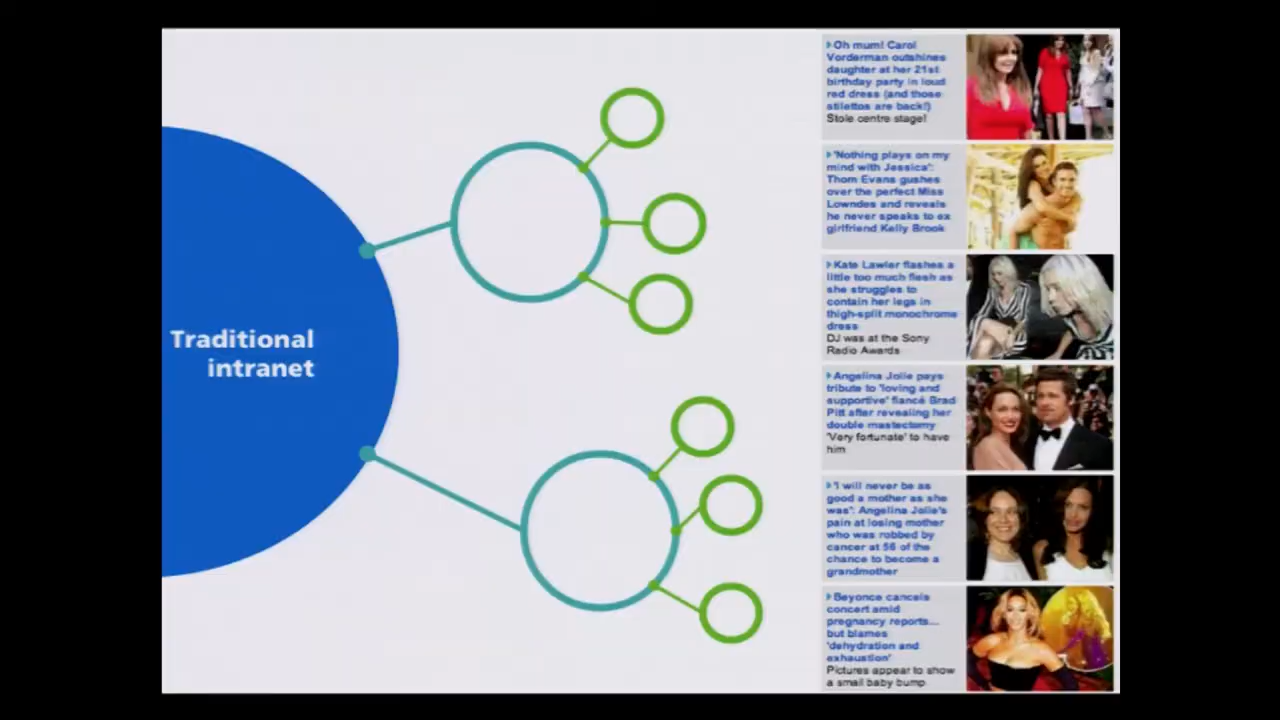 Traditional
intranet
Oh mum! Carol
Vorderman outshines
daughter at her 21st
birthday party in loud
red dress (and those
stilettos are back!)
Stole centre stage!
'Nothing plays on my
mind with Jessica':
Thom Evans gushes
over the perfect Miss
Lowndes and reveals
he never speaks to ex
girlfriend Kelly Brook
Kate Lawler flashes a
little too much flesh as
she struggles to
contain her legs in
thigh-split monochrome
dress
DJ was at the Sony
Radio Awards
Angelina Jolie pays
tribute to 'loving and
supportive' fiancé Brad
Pitt after revealing her
double mastectomy
'Very fortunate' to have
him
'I will never be as
good a mother as she
was': Angelina Jolie's
pain at losing mother
who was robbed by
cancer at 56 of the
chance to become a
grandmother
Beyonce cancels
concert amid
pregnancy reports...
but blames
'dehydration and
exhaustion'
Pictures appear to show
a small baby bump